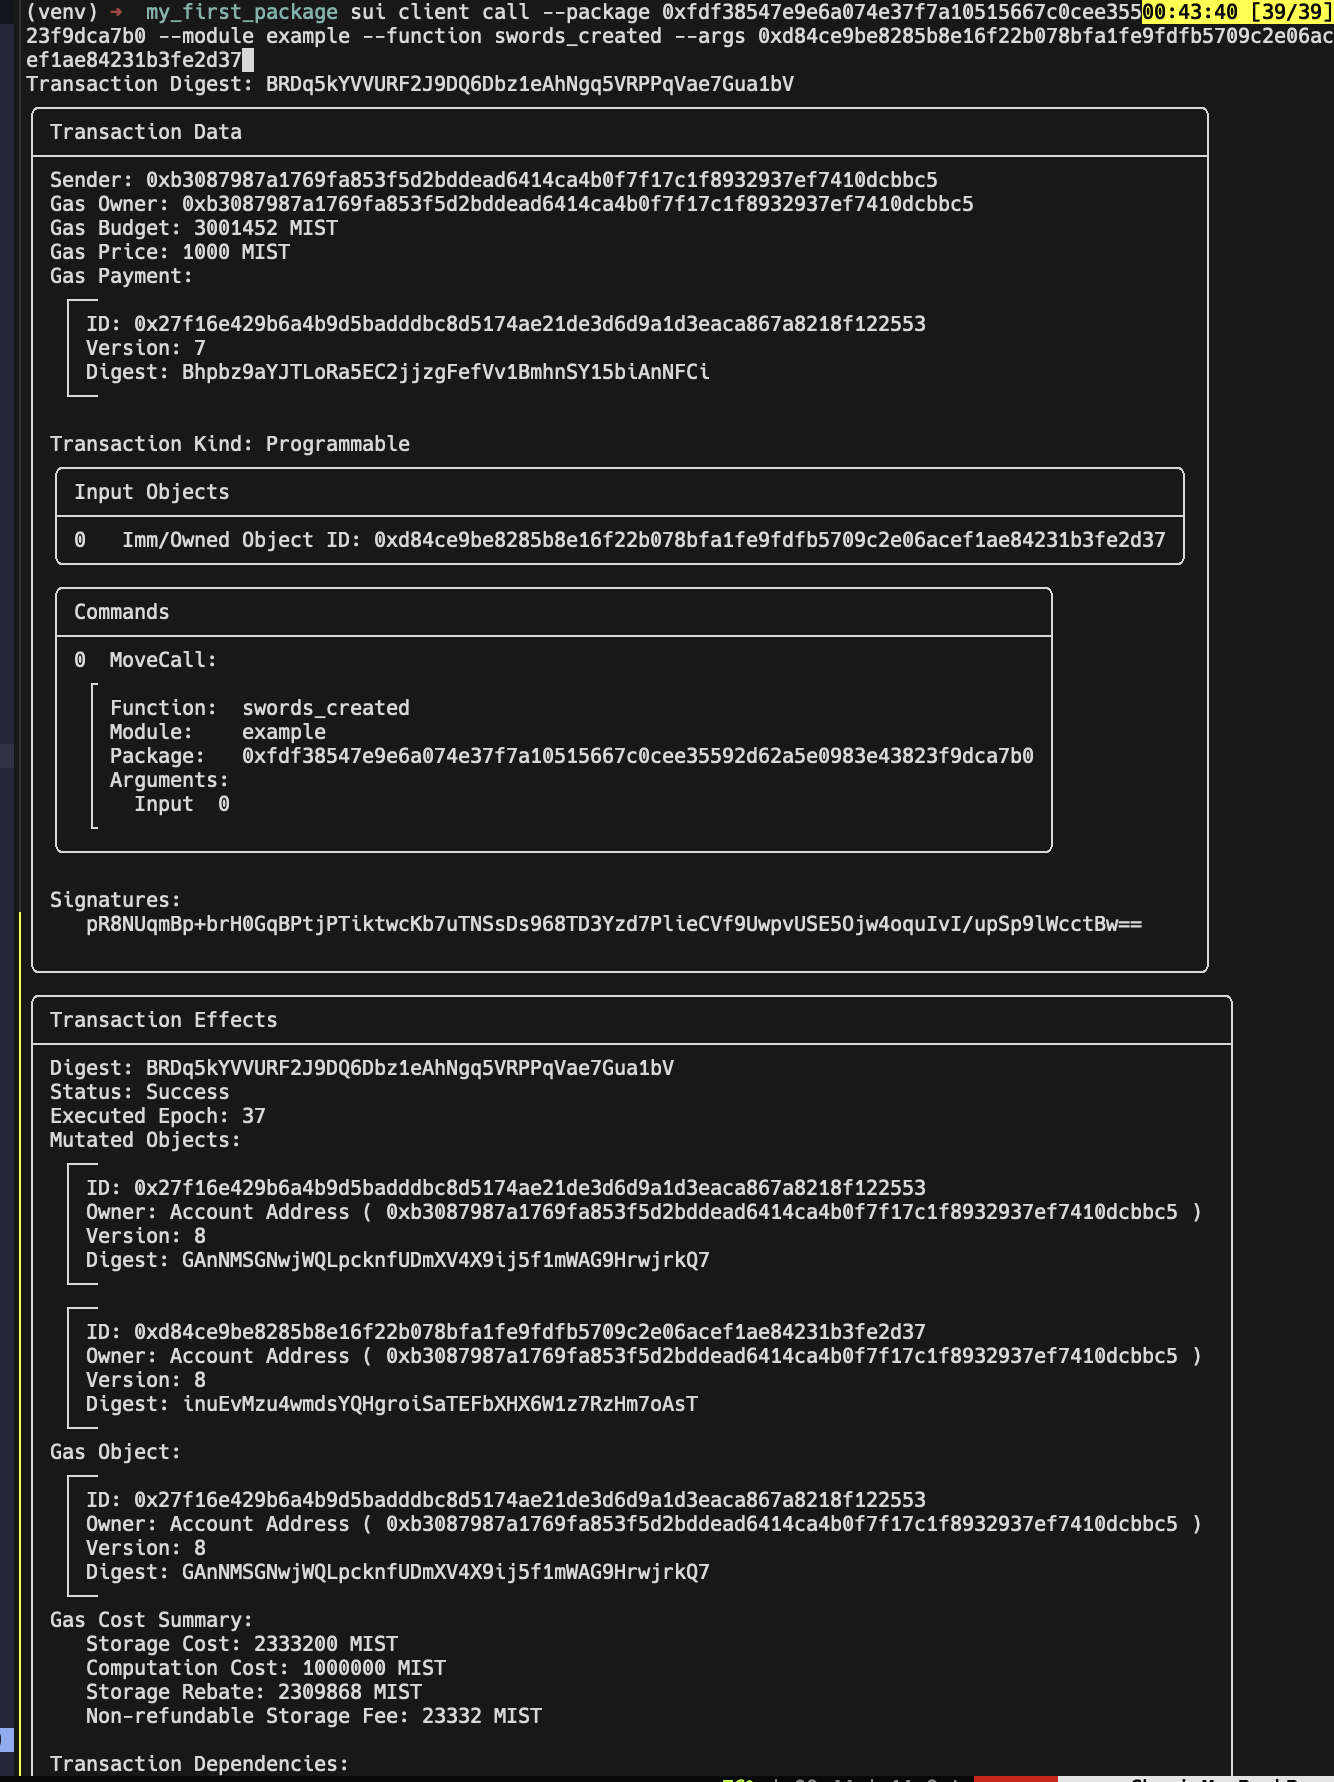 (venv) → my_first_package sui client call --package 0xfdf38547e9e6a074e37f7a10515667c0cee355 00:43:40 [39/39]
23f9dca7b0 --module example --function swords_created --args 0xd84ce9be8285b8e16f22b078bfa1fe9fdfb5709c2e06ac
ef1ae84231b3fe2d37
Transaction Digest: BRDq5kYVVURF2J9DQ6Dbz1eAhNgq5VRPPqVae7Gua1bV
Transaction Data
Sender: 0xb3087987a1769fa853f5d2bddead6414ca4b0f7f17c1f8932937ef7410dcbbc5
Gas Owner: 0xb3087987a1769fa853f5d2bddead6414ca4b0f7f17c1f8932937ef7410dcbbc5
Gas Budget: 3001452 MIST
Gas Price: 1000 MIST
Gas Payment:
ID: 0x27f16e429b6a4b9d5badddbc8d5174ae21de3d6d9a1d3eaca867a8218f122553
Version: 7
Digest: Bhpbz9aYJTLoRa5EC2jjzgFefVv1BmhnSY15biAnNFCi
Transaction Kind: Programmable
Input Objects
0 Imm/Owned Object ID: 0xd84ce9be8285b8e16f22b078bfa1fe9fdfb5709c2e06acef1ae84231b3fe2d37
Commands
0 MoveCall:
Function: swords_created
Module: example
Package: 0xfdf38547e9e6a074e37f7a10515667c0cee35592d62a5e0983e43823f9dca7b0
Arguments:
Input 0
Signatures:
pR8NUqmBp+brH0GqBPtjPTiktwcKb7uTNSsDs968TD3Yzd7PlieCVf9UwpvUSE5Ojw4oquIvI/upSp9lWcctBw==
Transaction Effects
Digest: BRDq5kYVVURF2J9DQ6Dbz1eAhNgq5VRPPqVae7Gua1bV
Status: Success
Executed Epoch: 37
Mutated Objects:
ID: 0x27f16e429b6a4b9d5badddbc8d5174ae21de3d6d9a1d3eaca867a8218f122553
Owner: Account Address ( 0xb3087987a1769fa853f5d2bddead6414ca4b0f7f17c1f8932937ef7410dcbbc5 )
Version: 8
Digest: GAnNMSGNwjWQLpcknfUDmXV4X9ij5f1mWAG9HrwjrkQ7
ID: 0xd84ce9be8285b8e16f22b078bfa1fe9fdfb5709c2e06acef1ae84231b3fe2d37
Owner: Account Address ( 0xb3087987a1769fa853f5d2bddead6414ca4b0f7f17c1f8932937ef7410dcbbc5 )
Version: 8
Digest: inuEvMzu4wmdsYQHgroiSaTEFbXHX6W1z7RzHm7oAsT
Gas Object:
ID: 0x27f16e429b6a4b9d5badddbc8d5174ae21de3d6d9a1d3eaca867a8218f122553
Owner: Account Address ( 0xb3087987a1769fa853f5d2bddead6414ca4b0f7f17c1f8932937ef7410dcbbc5 )
Version: 8
Digest: GAnNMSGNwjWQLpcknfUDmXV4X9ij5f1mWAG9HrwjrkQ7
Gas Cost Summary:
Storage Cost: 2333200 MIST
Computation Cost: 1000000 MIST
Storage Rebate: 2309868 MIST
Non-refundable Storage Fee: 23332 MIST
Transaction Dependencies: